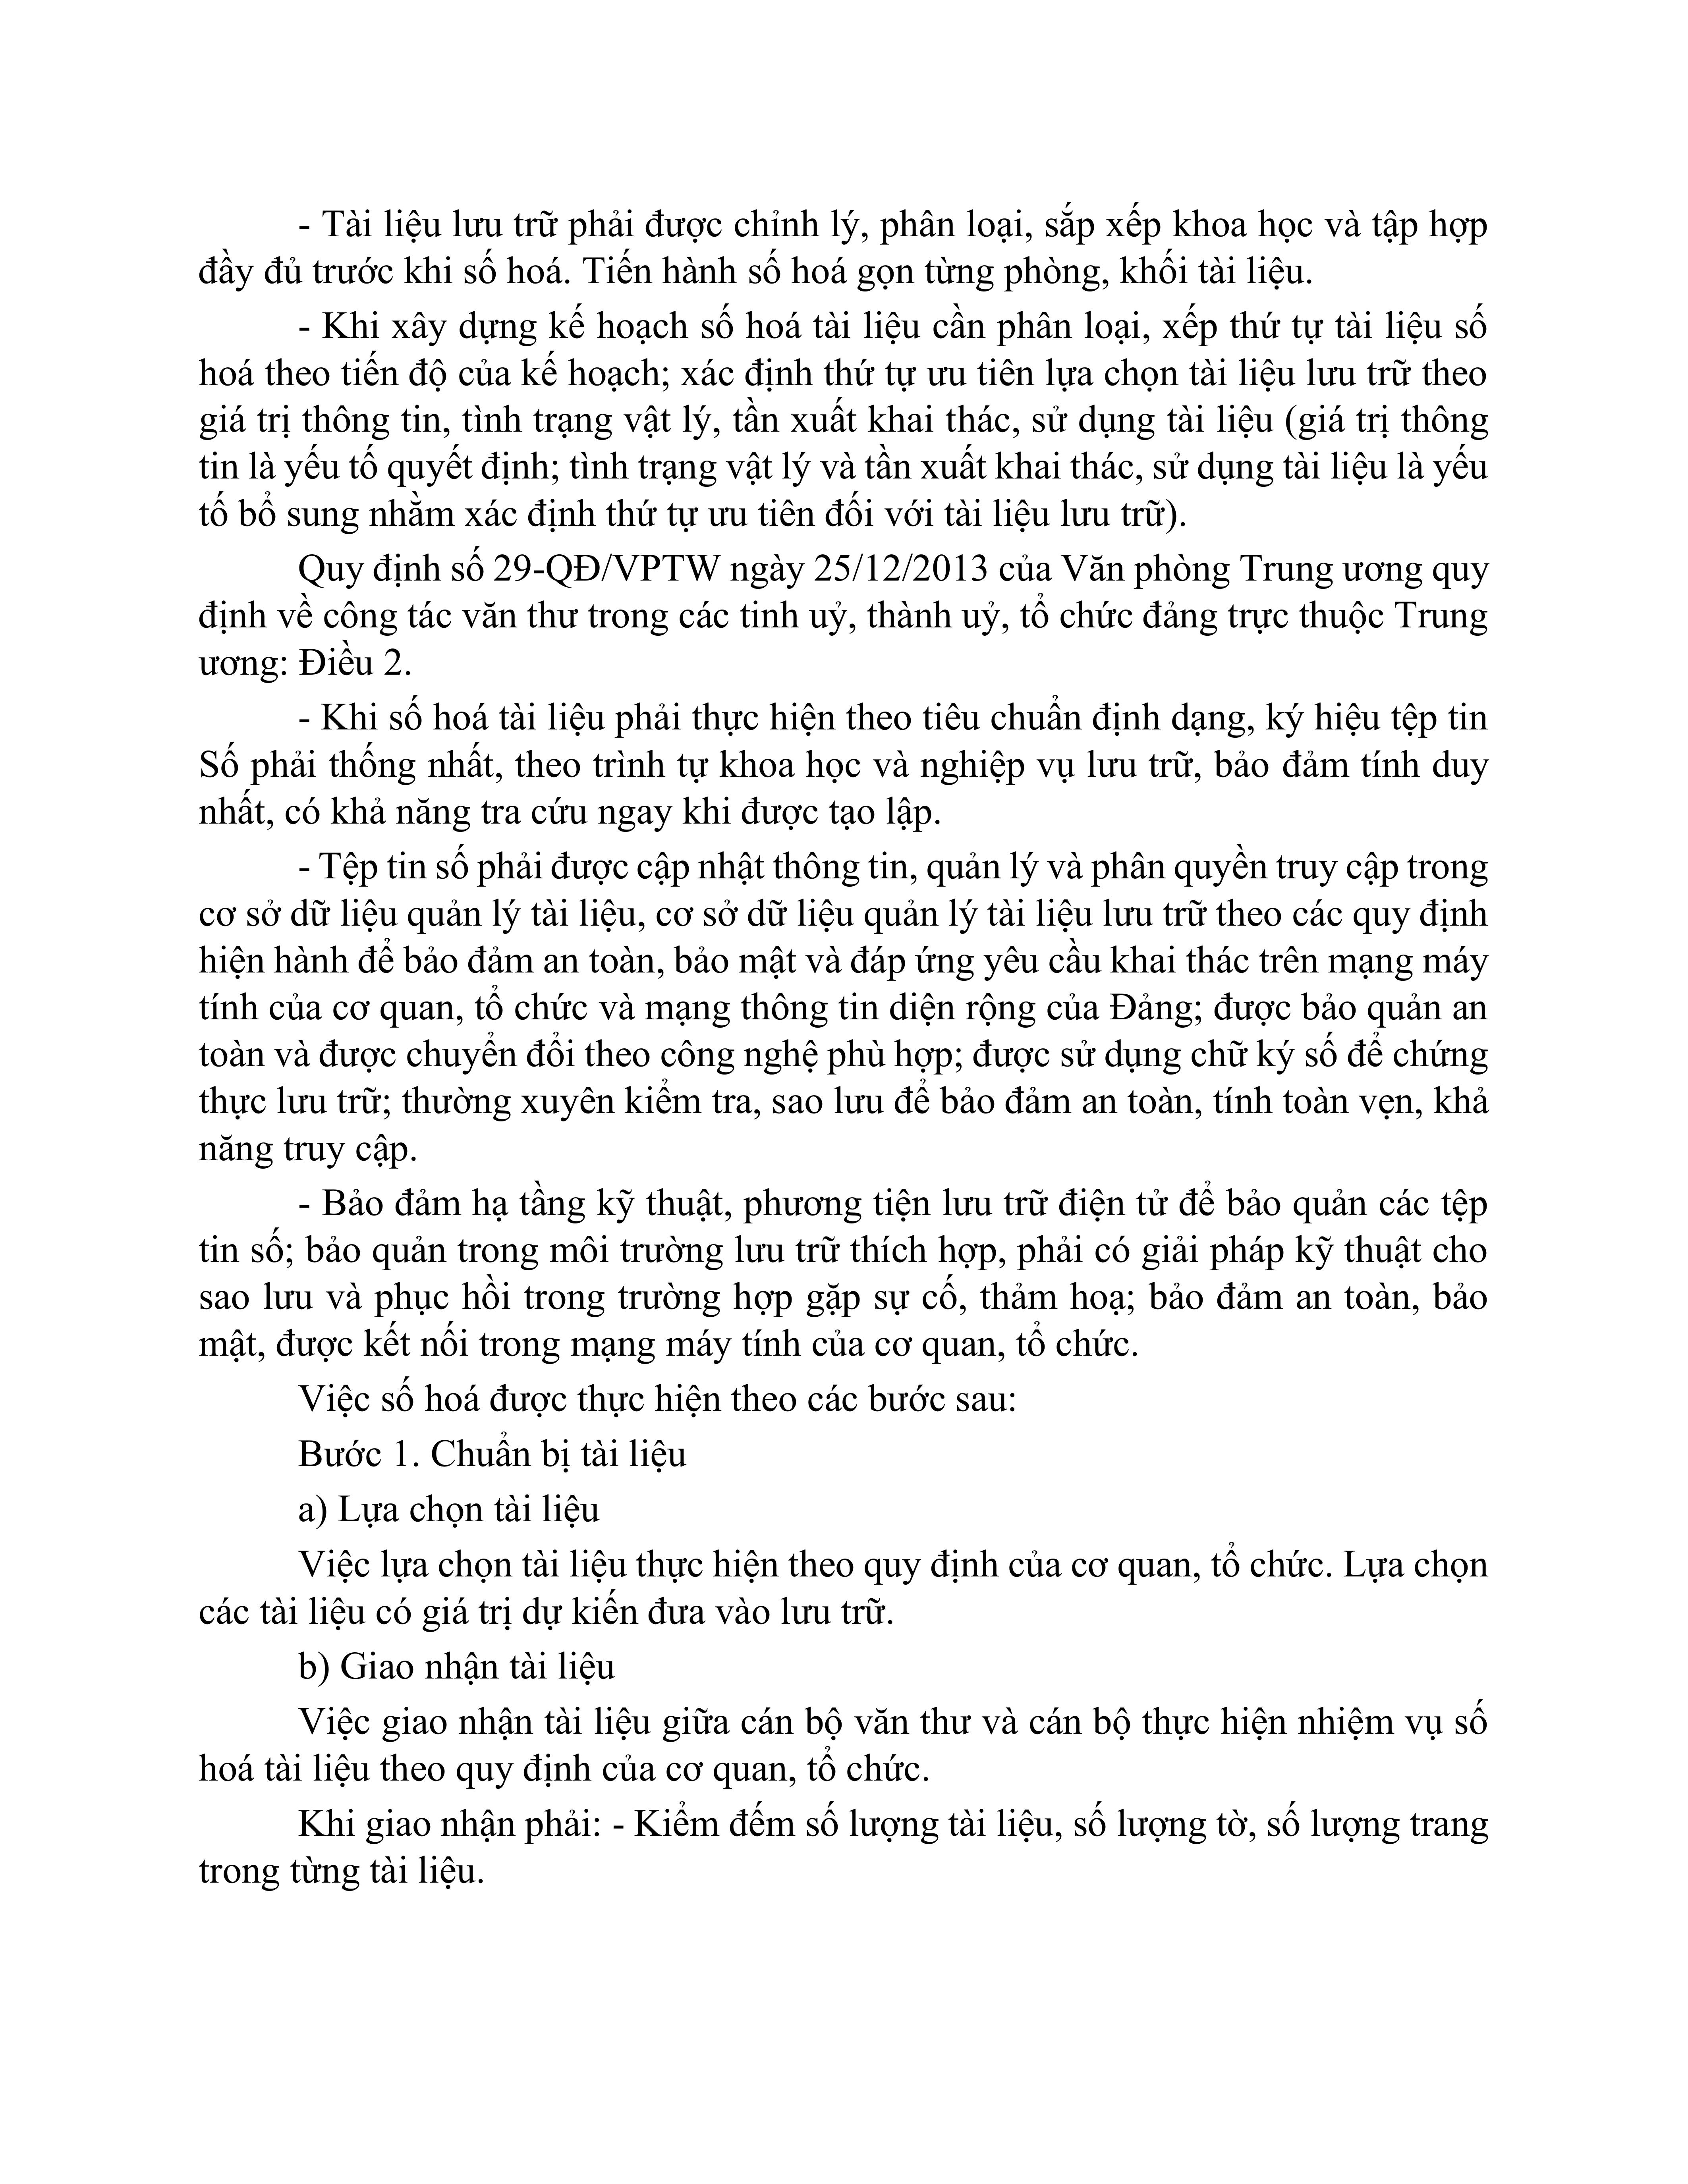 - Tài liệu lưu trữ phải được chỉnh lý, phân loại, sắp xếp khoa học và tập hợp
đầy đủ trước khi số hoá. Tiến hành số hoá gọn từng phòng, khối tài liệu.
- Khi xây dựng kế hoạch số hoá tài liệu cần phân loại, xếp thứ tự tài liệu số
hoá theo tiến độ của kế hoạch; xác định thứ tự ưu tiên lựa chọn tài liệu lưu trữ theo
giá trị thông tin, tình trạng vật lý, tần xuất khai thác, sử dụng tài liệu (giá trị thông
tin là yếu tố quyết định; tình trạng vật lý và tần xuất khai thác, sử dụng tài liệu là yếu
tố bổ sung nhằm xác định thứ tự ưu tiên đối với tài liệu lưu trữ).
Quy định số 29-QĐ/VPTW ngày 25/12/2013 của Văn phòng Trung ương quy
định về công tác văn thư trong các tinh uỷ, thành uỷ, tổ chức đảng trực thuộc Trung
ương: Điều 2.
- Khi số hoá tài liệu phải thực hiện theo tiêu chuẩn định dạng, ký hiệu tệp tin
Số phải thống nhất, theo trình tự khoa học và nghiệp vụ lưu trữ, bảo đảm tính duy
nhất, có khả năng tra cứu ngay khi được tạo lập.
- Tệp tin số phải được cập nhật thông tin, quản lý và phân quyền truy cập trong
cơ sở dữ liệu quản lý tài liệu, cơ sở dữ liệu quản lý tài liệu lưu trữ theo các quy định
hiện hành để bảo đảm an toàn, bảo mật và đáp ứng yêu cầu khai thác trên mạng máy
tính của cơ quan, tổ chức và mạng thông tin diện rộng của Đảng; được bảo quản an
toàn và được chuyển đổi theo công nghệ phù hợp; được sử dụng chữ ký số để chứng
thực lưu trữ; thường xuyên kiểm tra, sao lưu để bảo đảm an toàn, tính toàn vẹn, khả
năng truy cập.
- Bảo đảm hạ tầng kỹ thuật, phương tiện lưu trữ điện tử để bảo quản các tệp
tin số; bảo quản trong môi trường lưu trữ thích hợp, phải có giải pháp kỹ thuật cho
sao lưu và phục hồi trong trường hợp gặp sự cố, thảm hoạ; bảo đảm an toàn, bảo
mật, được kết nối trong mạng máy tính của cơ quan, tổ chức.
Việc số hoá được thực hiện theo các bước sau:
Bước 1. Chuẩn bị tài liệu
a) Lựa chọn tài liệu
Việc lựa chọn tài liệu thực hiện theo quy định của cơ quan, tổ chức. Lựa chọn
các tài liệu có giá trị dự kiến đưa vào lưu trữ.
b) Giao nhận tài liệu
Việc giao nhận tài liệu giữa cán bộ văn thư và cán bộ thực hiện nhiệm vụ số
hoá tài liệu theo quy định của cơ quan, tổ chức.
Khi giao nhận phải: - Kiểm đếm số lượng tài liệu, số lượng tờ, số lượng trang
trong từng tài liệu.